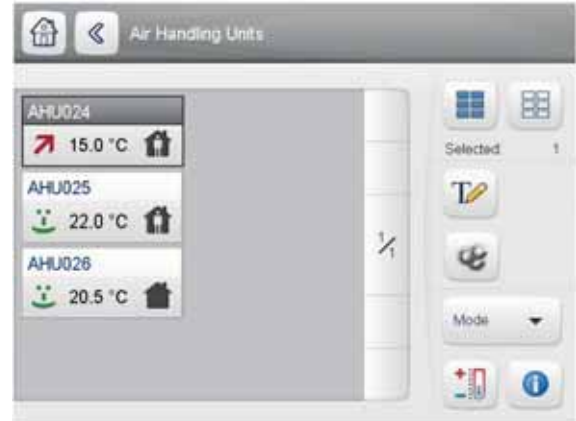 Air Handling Units
AHU024
15.0 °C
AHU025
22.0 °C
AHU026
20.5 °C
1/1
Selected: 1
T
Mode
i